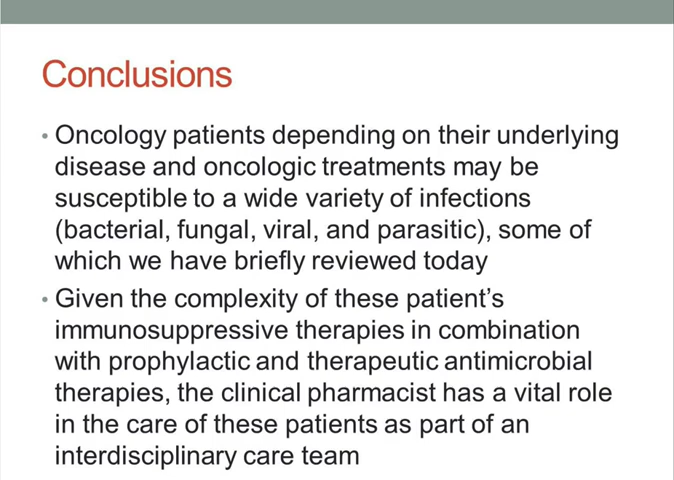 Conclusions
• Oncology patients depending on their underlying
disease and oncologic treatments may be
susceptible to a wide variety of infections
(bacterial, fungal, viral, and parasitic), some of
which we have briefly reviewed today
• Given the complexity of these patient's
immunosuppressive therapies in combination
with prophylactic and therapeutic antimicrobial
therapies, the clinical pharmacist has a vital role
in the care of these patients as part of an
interdisciplinary care team